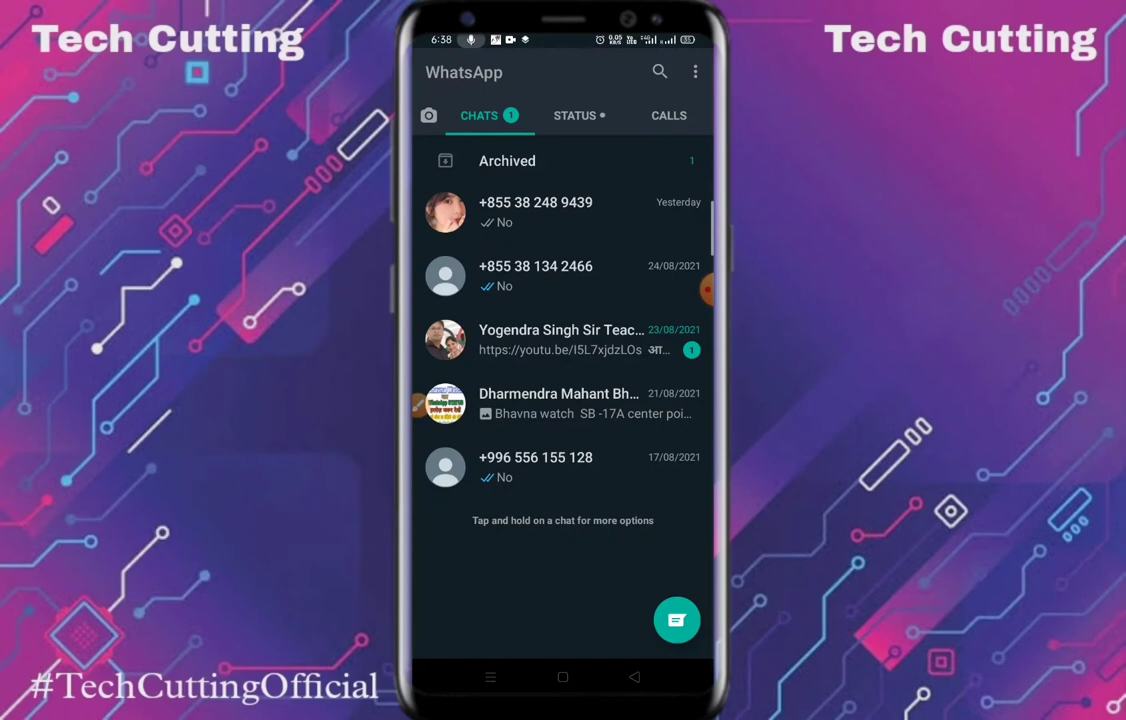 Tech Cutting
Tech Cutting
6:38
WhatsApp
CHATS 1
STATUS
CALLS
Archived 1
+855 38 248 9439 Yesterday
No
+855 38 134 2466 24/08/2021
No
Yogendra Singh Sir Teac... 23/08/2021
https://youtu.be/I5L7xjdzLOs आ... 1
Dharmendra Mahant Bh... 21/08/2021
Bhavna watch SB -17A center poi...
+996 556 155 128 17/08/2021
No
Tap and hold on a chat for more options
#TechCuttingOfficial